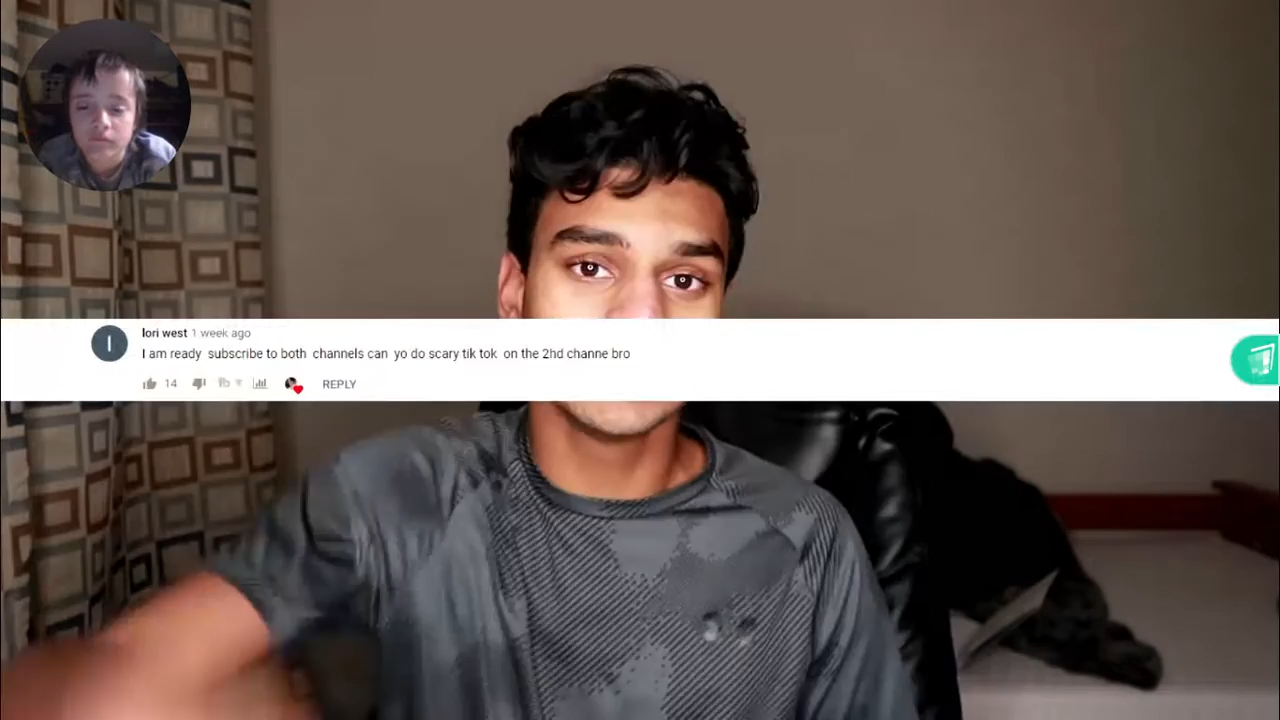 lori west 1 week ago
I am ready subscribe to both channels can yo do scary tik tok on the 2hd channe bro
14 REPLY